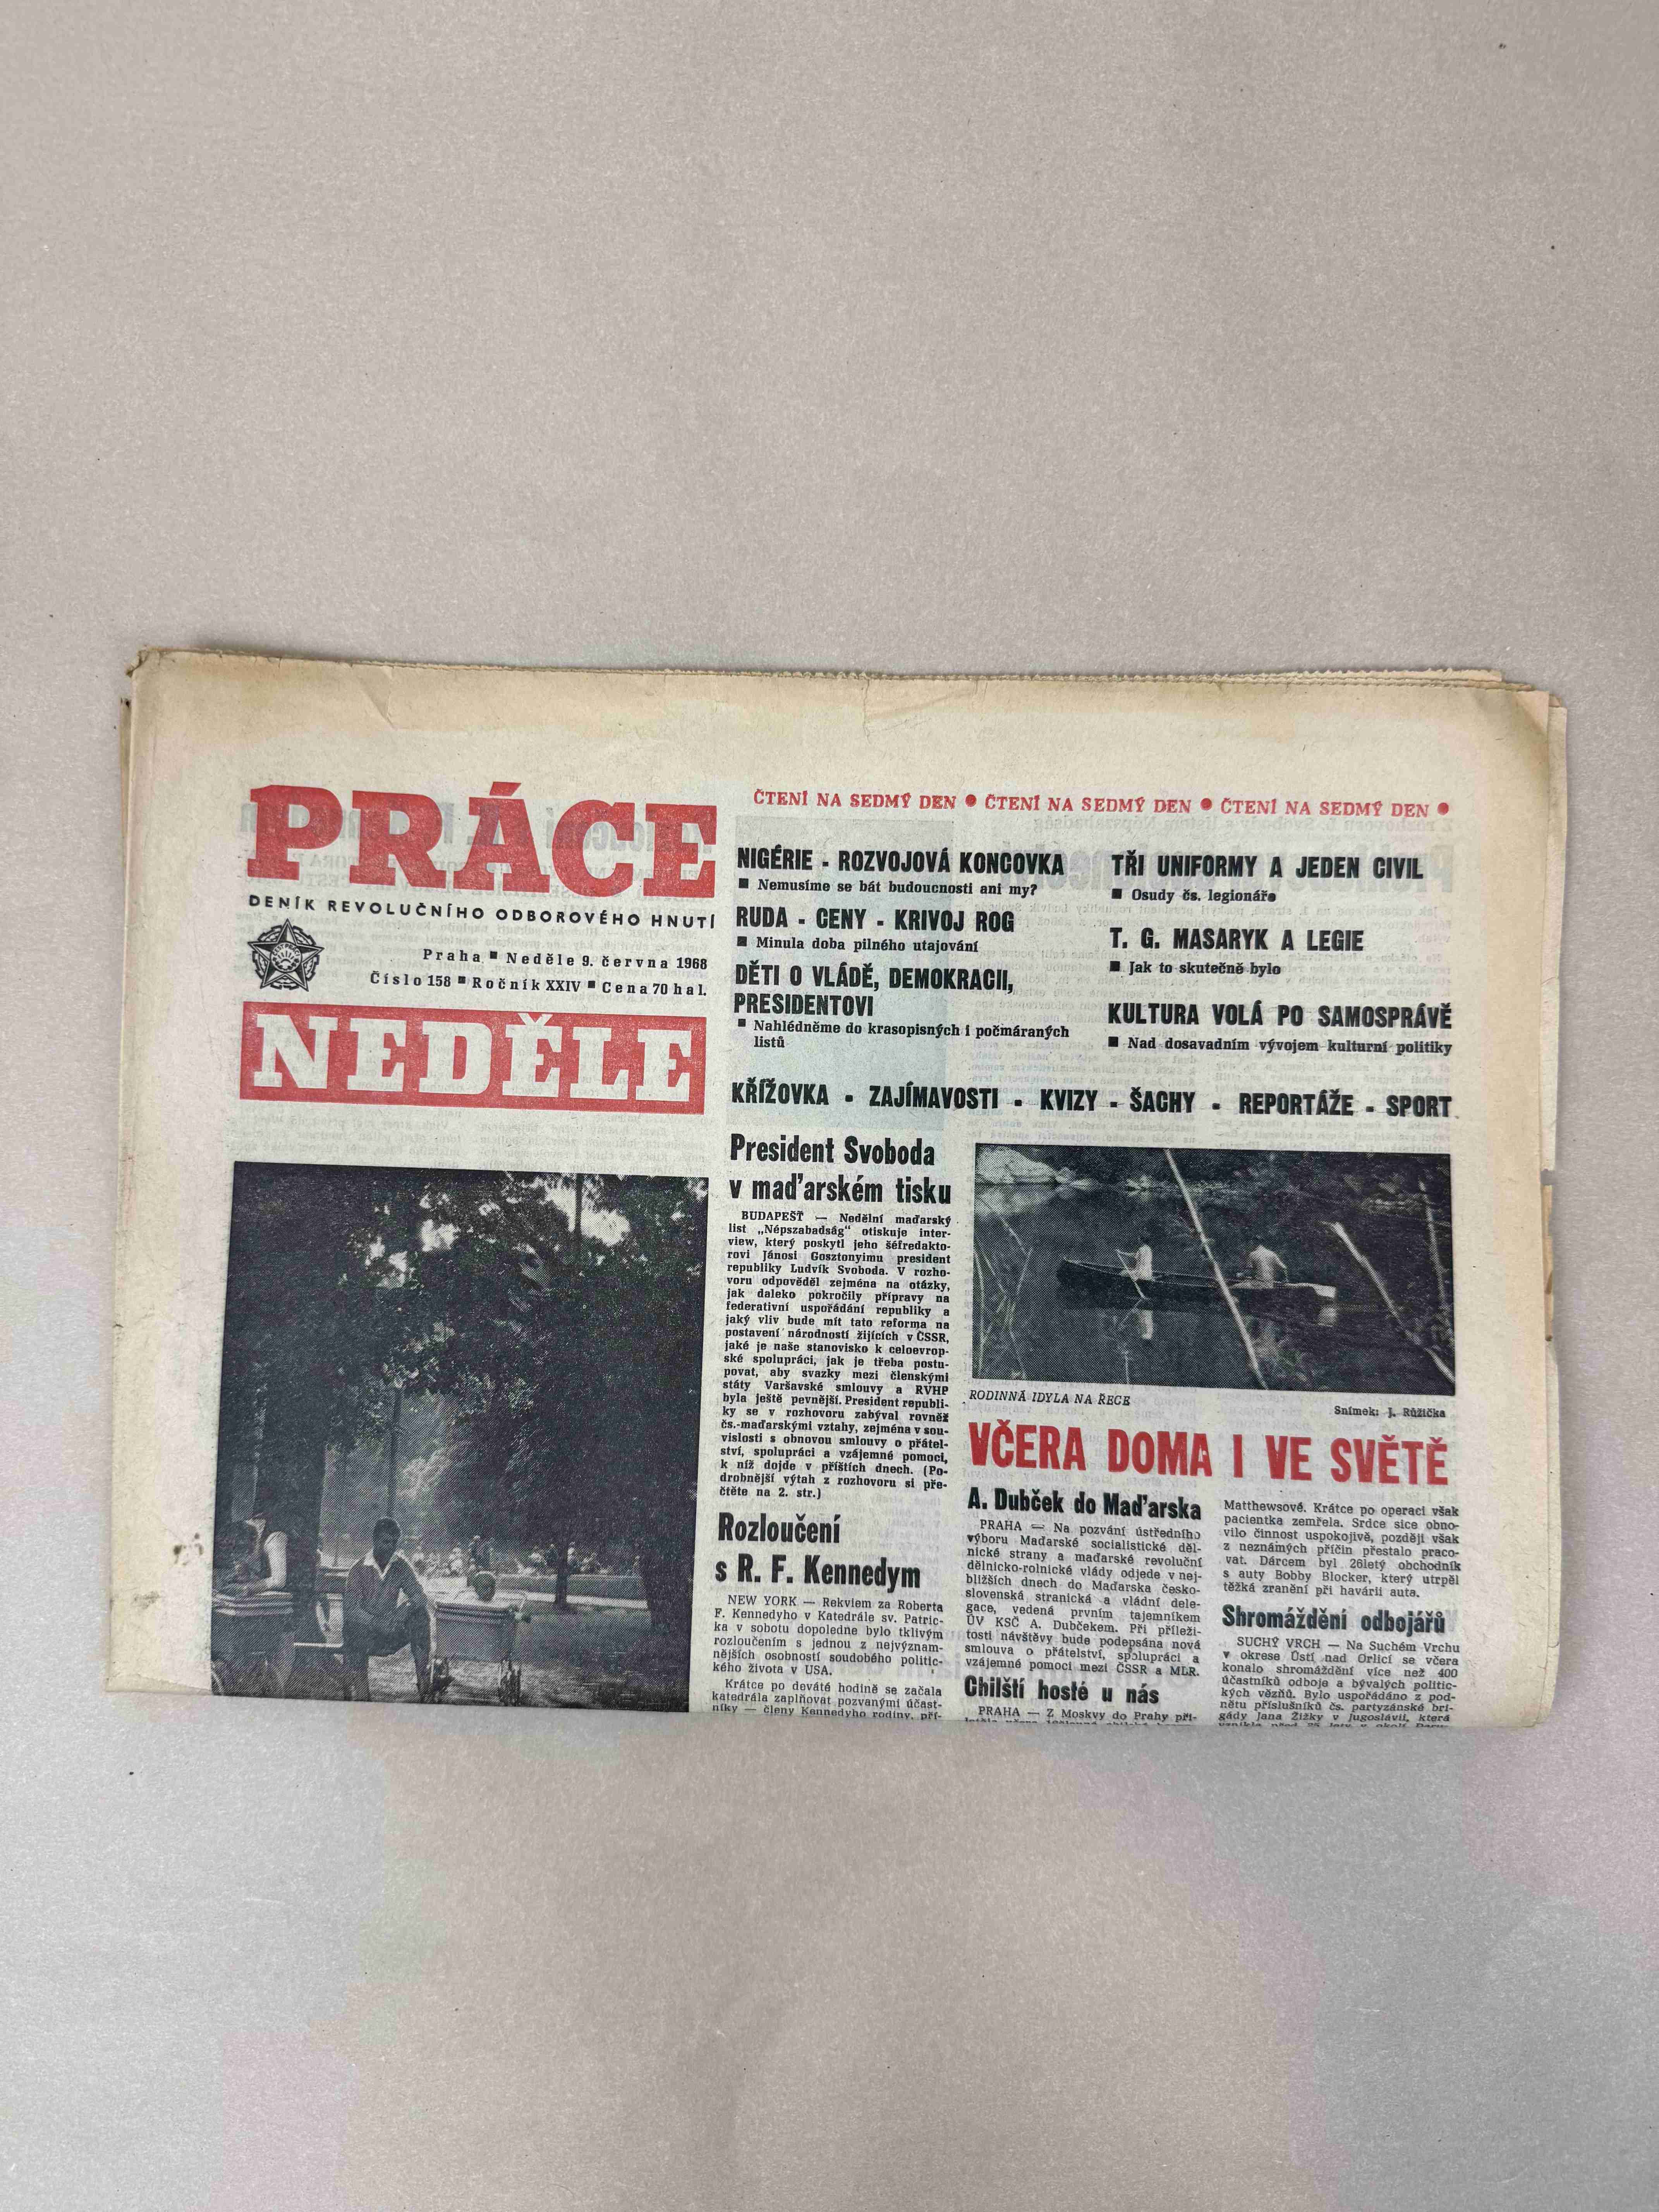 PRÁCE
DENÍK REVOLUČNÍHO ODBOROVÉHO HNUTÍ
Praha ■ Neděle 9. června 1968
Číslo 158 ■ Ročník XXIV ■ Cena 70 hal.
NEDĚLE
ČTENÍ NA SEDMÝ DEN ● ČTENÍ NA SEDMÝ DEN ● ČTENÍ NA SEDMÝ DEN ●
NIGÉRIE - ROZVOJOVÁ KONCOVKA
■ Nemusíme se bát budoucnosti ani my?
RUDA - CENY - KRIVOJ ROG
■ Minula doba pilného utajování
DĚTI O VLÁDĚ, DEMOKRACII,
PRESIDENTOVI
■ Nahlédněme do krasopisných i počmáraných
listů
TŘI UNIFORMY A JEDEN CIVIL
■ Osudy čs. legionáře
T. G. MASARYK A LEGIE
■ Jak to skutečně bylo
KULTURA VOLÁ PO SAMOSPRÁVĚ
■ Nad dosavadním vývojem kulturní politiky
KŘÍŽOVKA - ZAJÍMAVOSTI - KVIZY - ŠACHY - REPORTÁŽE - SPORT
President Svoboda
v maďarském tisku
BUDAPEŠŤ — Nedělní maďarský
list „Népszabadság“ otiskuje inter-
view, který poskytl jeho šéfredakto-
rovi Jánosi Gosztonyimu president
republiky Ludvík Svoboda. V rozho-
voru odpověděl zejména na otázky,
jak daleko pokročily přípravy na
federativní uspořádání republiky a
jaký vliv bude mít tato reforma na
postavení národností žijících v ČSSR,
jaké je naše stanovisko k celoevrop-
ské spolupráci, jak je třeba postu-
povat, aby svazky mezi členskými
státy Varšavské smlouvy a RVHP
byla ještě pevnější. President republi-
ky se v rozhovoru zabýval rovněž
čs.-maďarskými vztahy, zejména v sou-
vislosti s obnovou smlouvy o přátel-
ství, spolupráci a vzájemné pomoci,
k níž dojde v příštích dnech. (Po-
drobnější výtah z rozhovoru si pře-
čtěte na 2. str.)
Rozloučení
s R. F. Kennedym
NEW YORK — Rekviem za Roberta
F. Kennedyho v Katedrále sv. Patric-
ka v sobotu dopoledne bylo tklivým
rozloučením s jednou z nejvýznam-
nějších osobností soudobého politic-
kého života v USA.
Krátce po deváté hodině se začala
katedrála zaplňovat pozvanými účast-
níky — členy Kennedyho rodiny, pří-
RODINNÁ IDYLA NA ŘECE
Snímek: J. Růžička
VČERA DOMA I VE SVĚTĚ
A. Dubček do Maďarska
PRAHA — Na pozvání ústředního
výboru Maďarské socialistické děl-
nické strany a maďarské revoluční
dělnicko-rolnické vlády odjede v nej-
bližších dnech do Maďarska česko-
slovenská stranická a vládní dele-
gace, vedená prvním tajemníkem
ÚV KSČ A. Dubčekem. Při příleži-
tosti návštěvy bude podepsána nová
smlouva o přátelství, spolupráci a
vzájemné pomoci mezi ČSSR a MLR.
Chilští hosté u nás
PRAHA — Z Moskvy do Prahy při-
Matthewsové. Krátce po operaci však
pacientka zemřela. Srdce sice obno-
vilo činnost uspokojivě, později však
z neznámých příčin přestalo praco-
vat. Dárcem byl 26letý obchodník
s auty Bobby Blocker, který utrpěl
těžká zranění při havárii auta.
Shromáždění odbojářů
SUCHÝ VRCH — Na Suchém Vrchu
v okrese Ústí nad Orlicí se včera
konalo shromáždění více než 400
účastníků odboje a bývalých politic-
kých vězňů. Bylo uspořádáno z pod-
nětu příslušníků čs. partyzánské bri-
gády Jana Žižky v Jugoslávii, která